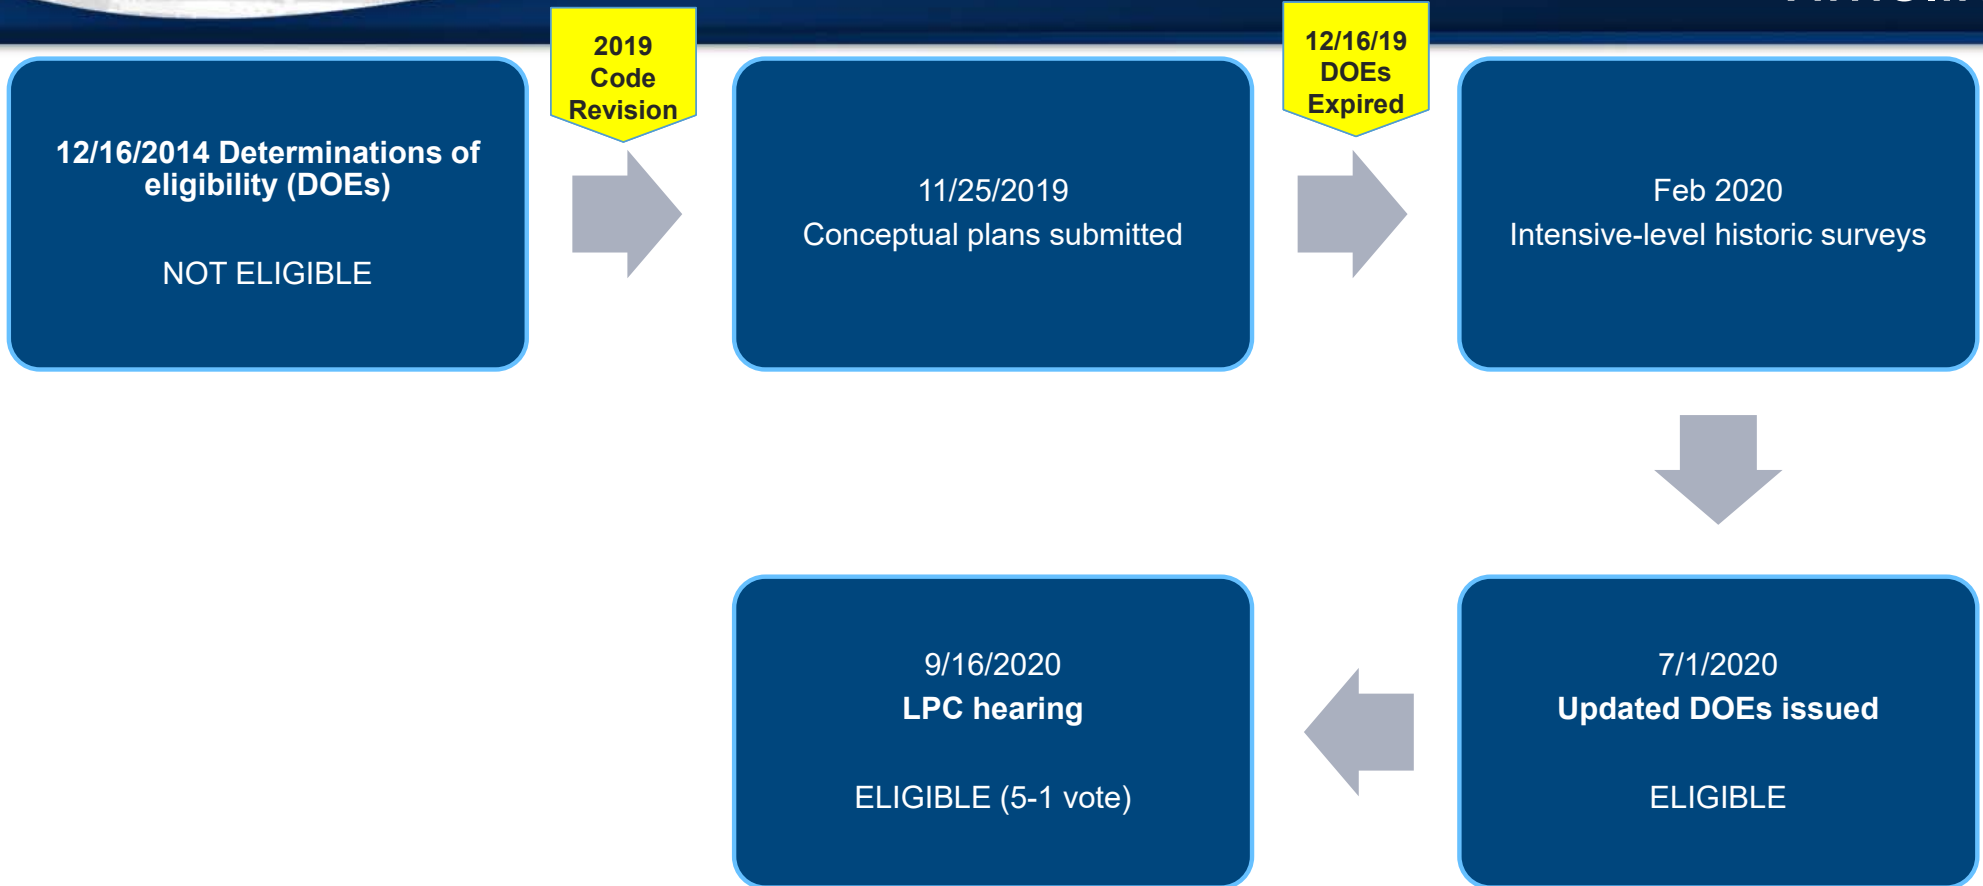 2019
Code
Revision
12/16/19
DOEs
Expired
12/16/2014 Determinations of
eligibility (DOEs)
NOT ELIGIBLE
11/25/2019
Conceptual plans submitted
Feb 2020
Intensive-level historic surveys
7/1/2020
Updated DOEs issued
ELIGIBLE
9/16/2020
LPC hearing
ELIGIBLE (5-1 vote)